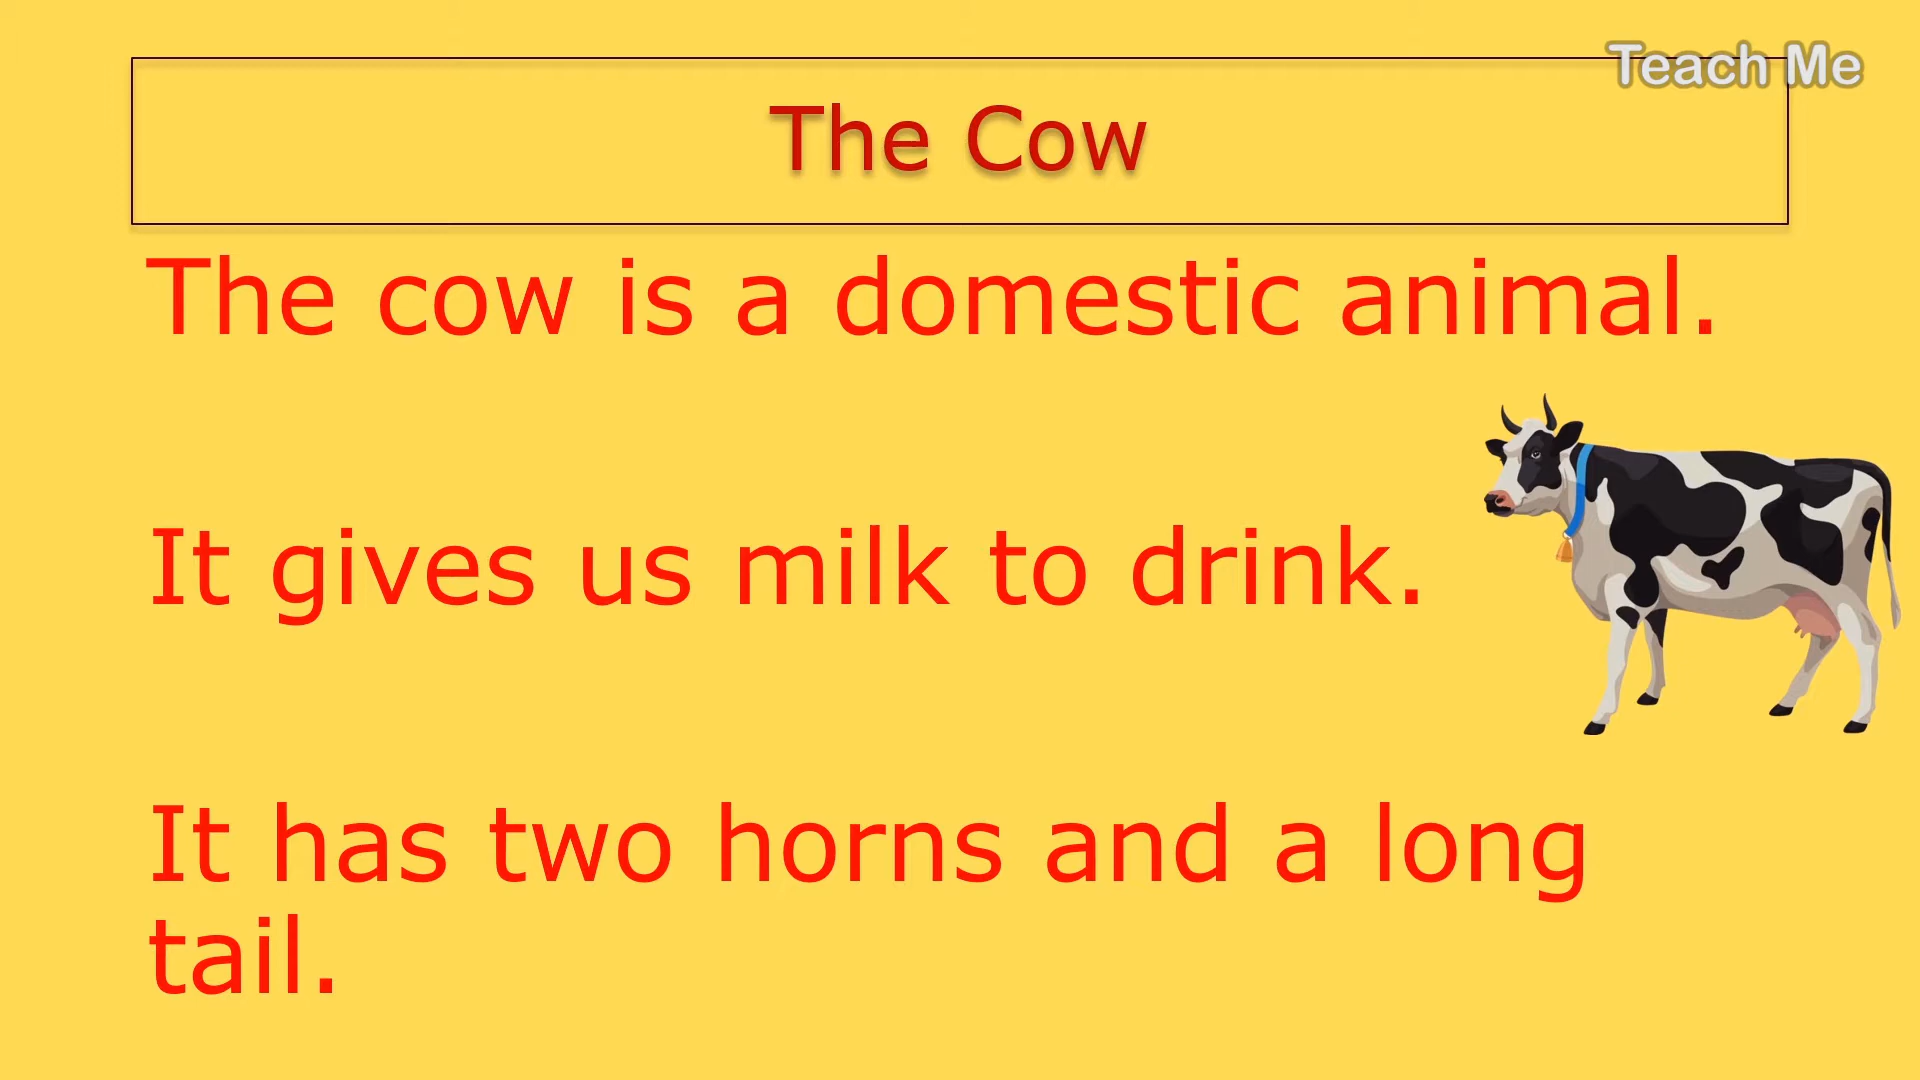 Teach Me
The Cow
The cow is a domestic animal.
It gives us milk to drink.
It has two horns and a long
tail.